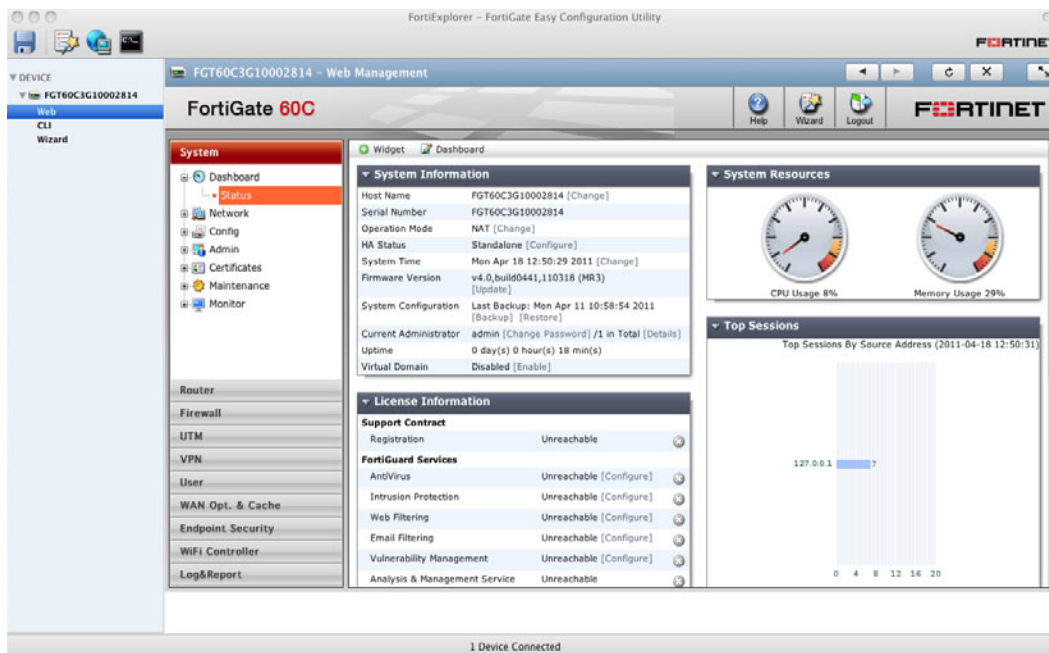 FortiExplorer – FortiGate Easy Configuration Utility
FORTINET
DEVICE
FGT60C3G10002814
Web
CLI
Wizard
FGT60C3G10002814 – Web Management
FortiGate 60C
Help
Wizard
Logout
FORTINET
System
Dashboard
Status
Network
Config
Admin
Certificates
Maintenance
Monitor
Router
Firewall
UTM
VPN
User
WAN Opt. & Cache
Endpoint Security
WiFi Controller
Log&Report
Widget Dashboard
System Information
Host Name FGT60C3G10002814 [Change]
Serial Number FGT60C3G10002814
Operation Mode NAT [Change]
HA Status Standalone [Configure]
System Time Mon Apr 18 12:50:29 2011 [Change]
Firmware Version v4.0,build0441,110318 (MR3)
[Update]
System Configuration Last Backup: Mon Apr 11 10:58:54 2011
[Backup] [Restore]
Current Administrator admin [Change Password] /1 in Total [Details]
Uptime 0 day(s) 0 hour(s) 18 min(s)
Virtual Domain Disabled [Enable]
License Information
Support Contract
Registration Unreachable
FortiGuard Services
AntiVirus Unreachable [Configure]
Intrusion Protection Unreachable [Configure]
Web Filtering Unreachable [Configure]
Email Filtering Unreachable [Configure]
Vulnerability Management Unreachable [Configure]
Analysis & Management Service Unreachable
System Resources
CPU Usage 8%
Memory Usage 29%
Top Sessions
Top Sessions By Source Address (2011-04-18 12:50:31)
127.0.0.1 7
0 4 8 12 16 20
1 Device Connected